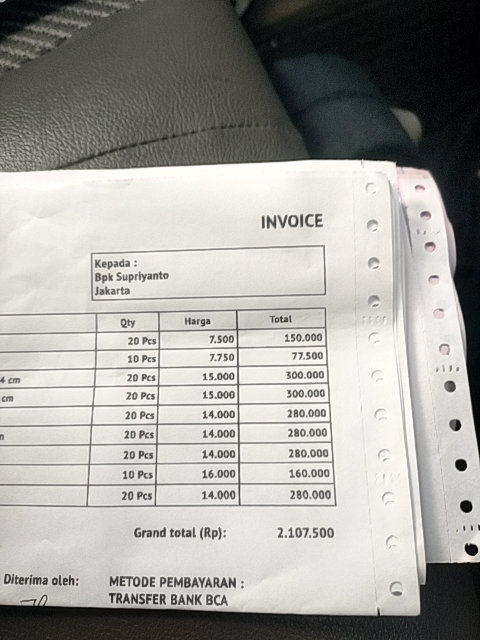 INVOICE
Kepada :
Bpk Supriyanto
Jakarta
Qty Harga Total
20 Pcs 7.500 150.000
10 Pcs 7.750 77.500
4 cm 20 Pcs 15.000 300.000
cm 20 Pcs 15.000 300.000
20 Pcs 14.000 280.000
20 Pcs 14.000 280.000
20 Pcs 14.000 280.000
10 Pcs 16.000 160.000
20 Pcs 14.000 280.000
Grand total (Rp): 2.107.500
Diterima oleh: METODE PEMBAYARAN :
TRANSFER BANK BCA